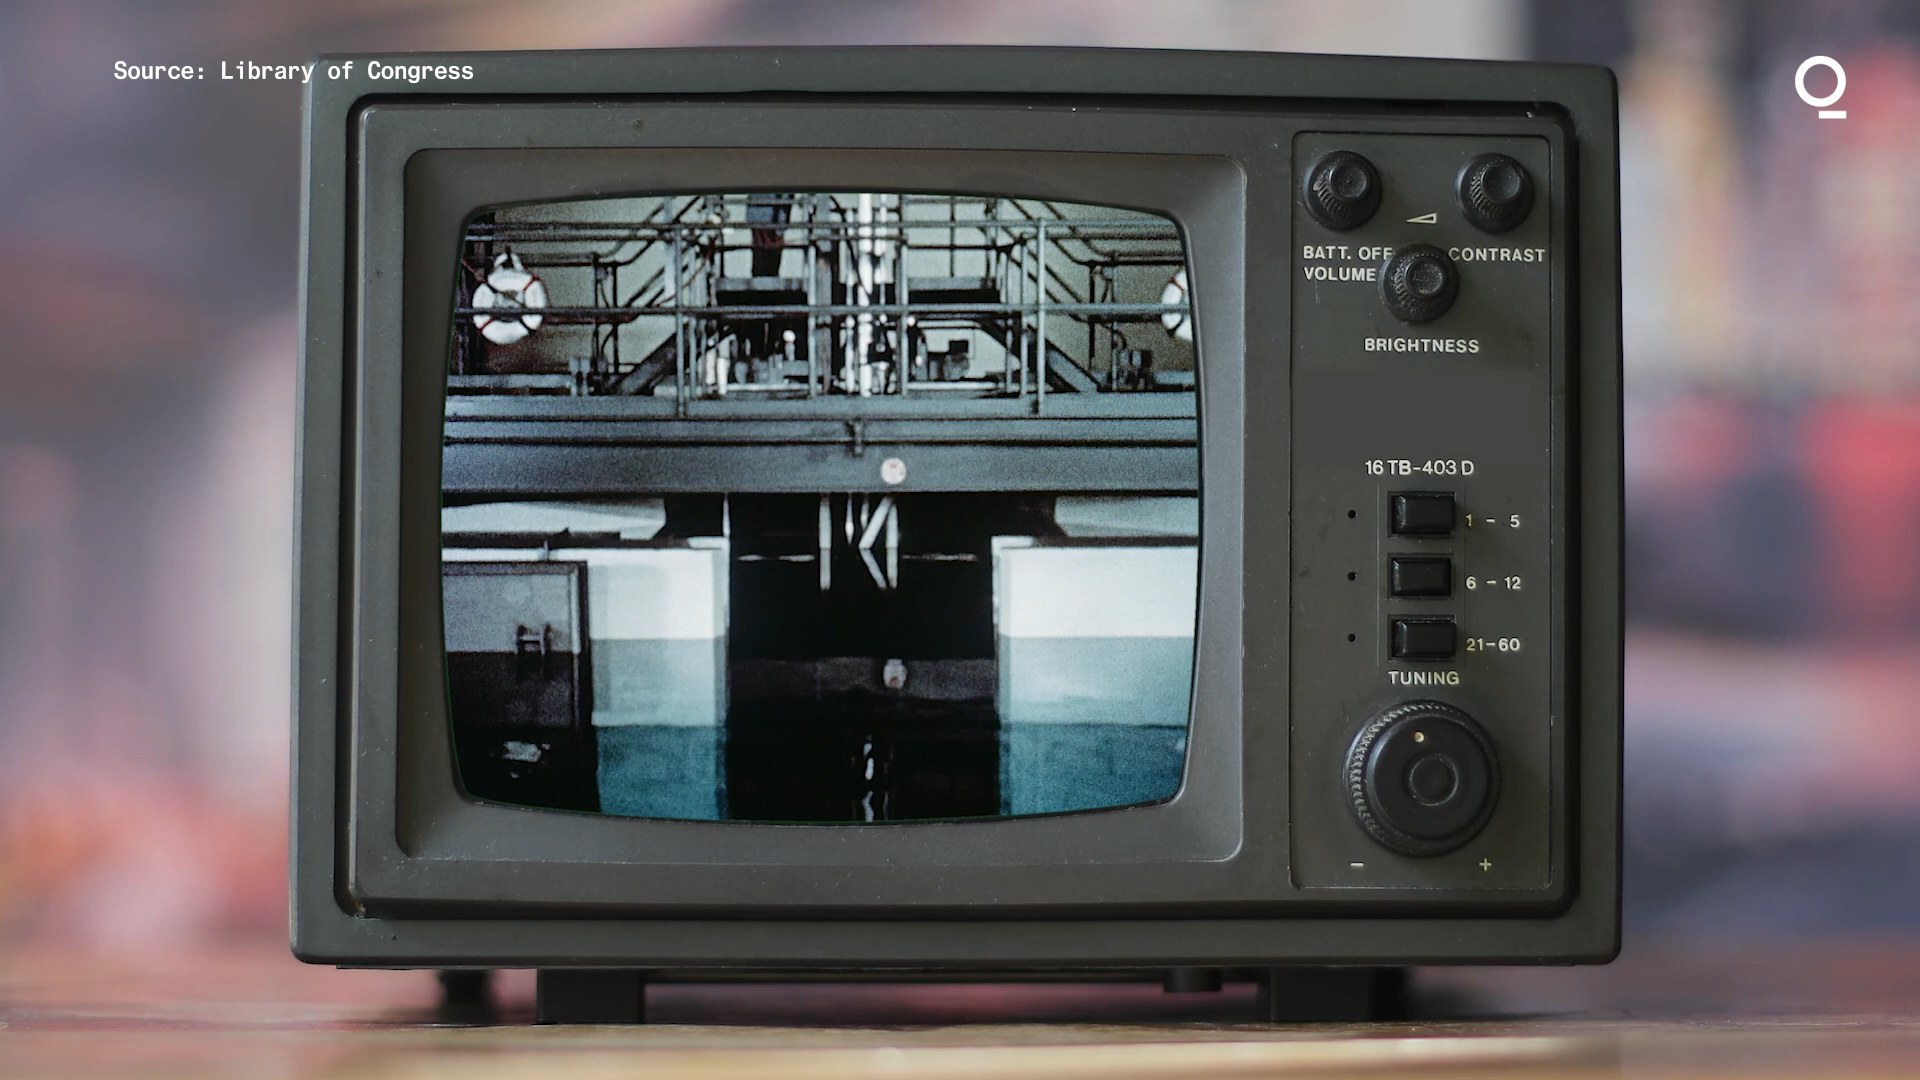 Source: Library of Congress
BATT. OFF
VOLUME
CONTRAST
BRIGHTNESS
16 TB-403 D
1 - 5
6 - 12
21-60
TUNING
- +